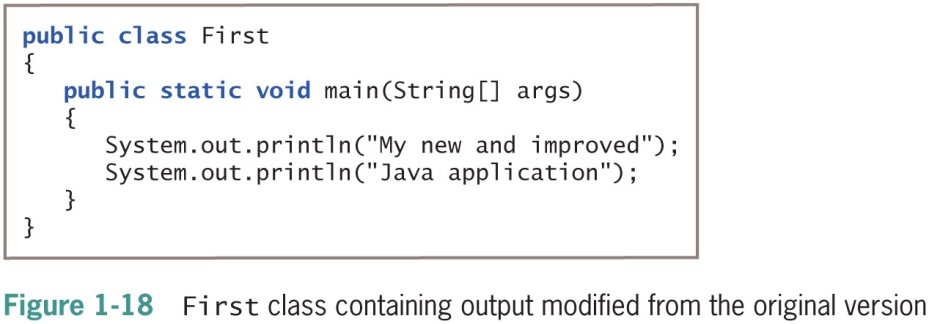 public class First
{
   public static void main(String[] args)
   {
      System.out.println("My new and improved");
      System.out.println("Java application");
   }
}
Figure 1-18 First class containing output modified from the original version